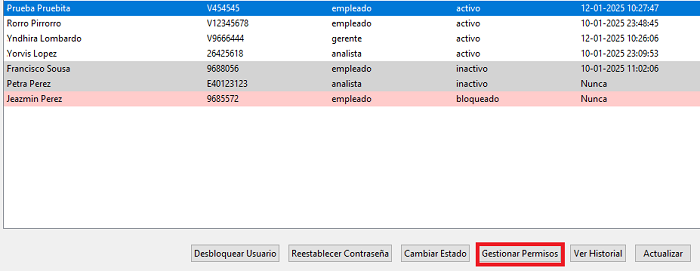 Prueba Pruebita V454545 empleado activo 12-01-2025 10:27:47
Rorro Pirrorro V12345678 empleado activo 10-01-2025 23:48:45
Yndhira Lombardo V9666444 gerente activo 12-01-2025 10:26:06
Yorvis Lopez 26425618 analista activo 10-01-2025 23:09:53
Francisco Sousa 9688056 empleado inactivo 10-01-2025 11:02:06
Petra Perez E40123123 analista inactivo Nunca
Jeazmin Perez 9685572 empleado bloqueado Nunca
Desbloquear Usuario Reestablecer Contraseña Cambiar Estado Gestionar Permisos Ver Historial Actualizar